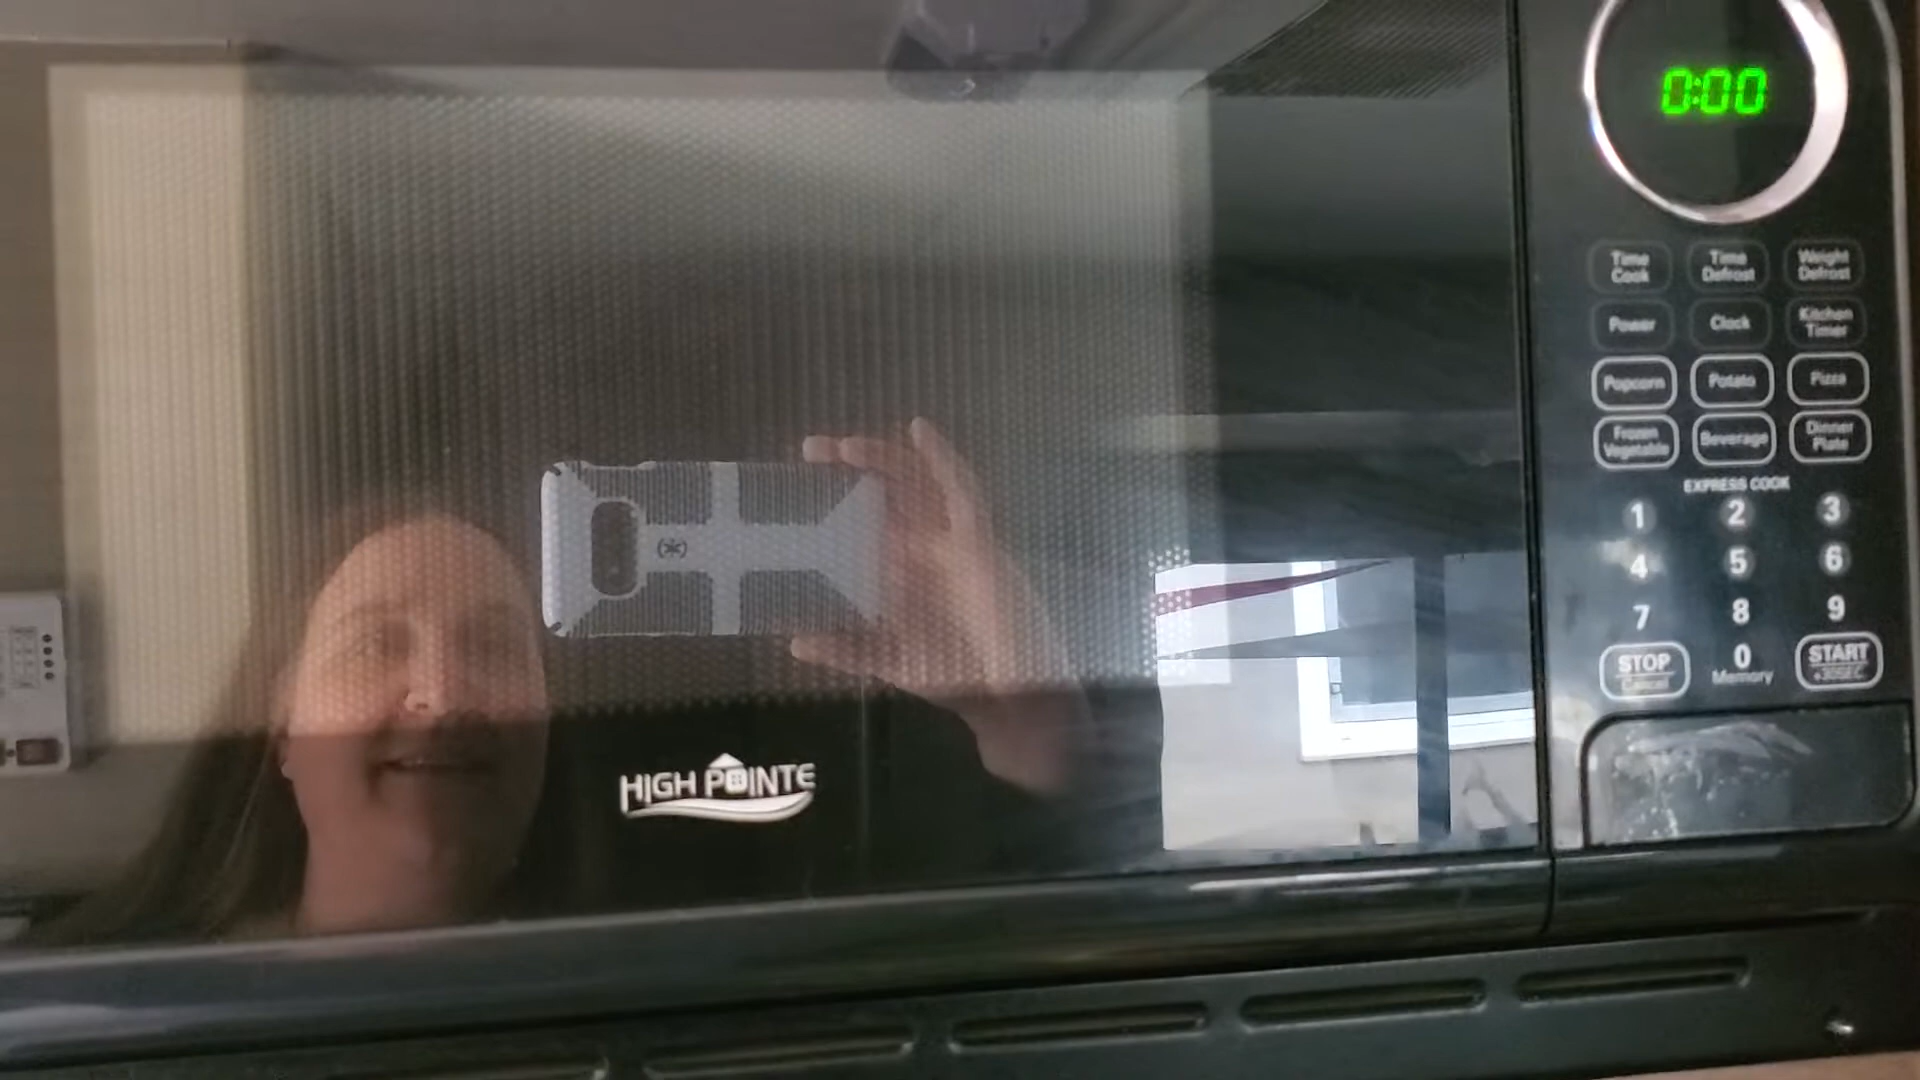 0:00
Time Cook
Time Defrost
Weight Defrost
Power
Clock
Kitchen Timer
Popcorn
Potato
Pizza
Frozen Vegetable
Beverage
Dinner Plate
EXPRESS COOK
1 2 3
4 5 6
7 8 9
STOP
Cancel
0
Memory
START
+30SEC
HIGH POINTE